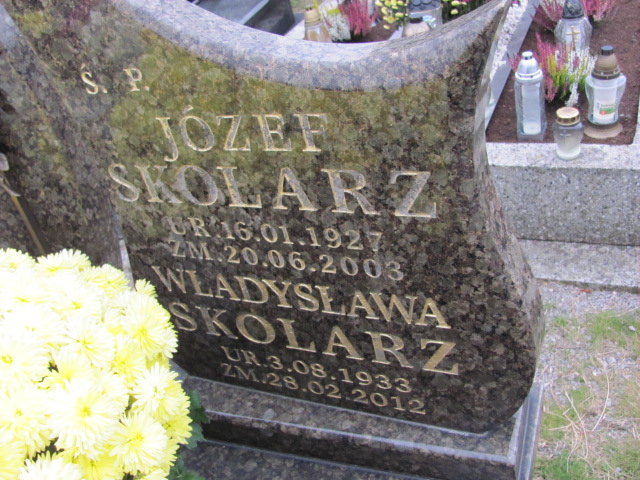 Ś. P.
JÓZEF
SKOLARZ
UR. 16.01.1927
ZM. 20.06.2003
WŁADYSŁAWA
SKOLARZ
UR. 3.08.1933
ZM. 28.02.2012